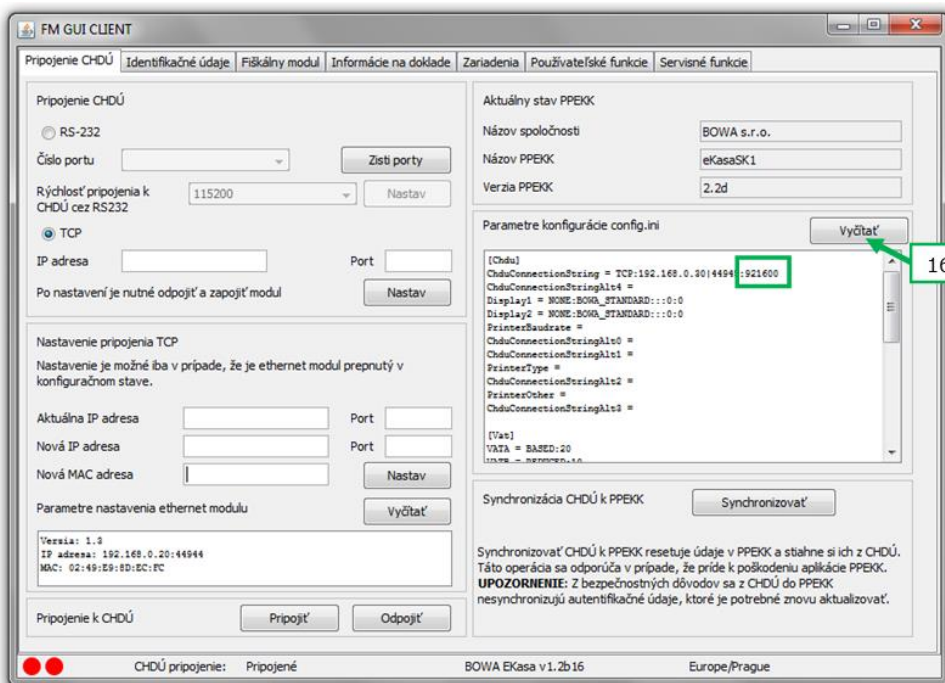 FM GUI CLIENT
Pripojenie CHDÚ Identifikačné údaje Fiškálny modul Informácie na doklade Zariadenia Používateľské funkcie Servisné funkcie
Pripojenie CHDÚ
RS-232
Číslo portu Zisti porty
Rýchlosť pripojenia k
CHDÚ cez RS232
115200 Nastav
TCP
IP adresa Port
Po nastavení je nutné odpojiť a zapojiť modul Nastav
Nastavenie pripojenia TCP
Nastavenie je možné iba v prípade, že je ethernet modul prepnutý v
konfiguračnom stave.
Aktuálna IP adresa Port
Nová IP adresa Port
Nová MAC adresa Nastav
Parametre nastavenia ethernet modulu Vyčítať
Versia: 1.3
IP adresa: 192.168.0.20:44944
MAC: 02:49:E9:8D:EC:FC
Pripojenie k CHDÚ Pripojiť Odpojiť
Aktuálny stav PPEKK
Názov spoločnosti BOWA s.r.o.
Názov PPEKK eKasaSK1
Verzia PPEKK 2.2d
Parametre konfigurácie config.ini Vyčítať
16
[Chdu]
ChduConnectionString = TCP:192.168.0.30|44944:921600
ChduConnectionStringAlt4 =
Display1 = NONE:BOWA_STANDARD:::0:0
Display2 = NONE:BOWA_STANDARD:::0:0
PrinterBaudrate =
ChduConnectionStringAlt0 =
ChduConnectionStringAlt1 =
PrinterType =
ChduConnectionStringAlt2 =
PrinterOther =
ChduConnectionStringAlt3 =
[Vat]
VATA = BASED:20
VATB = REDUCED:10
Synchronizácia CHDÚ k PPEKK Synchronizovať
Synchronizovať CHDÚ k PPEKK resetuje údaje v PPEKK a stiahne si ich z CHDÚ.
Táto operácia sa odporúča v prípade, že príde k poškodeniu aplikácie PPEKK.
UPOZORNENIE: Z bezpečnostných dôvodov sa z CHDÚ do PPEKK
nesynchronizujú autentifikačné údaje, ktoré je potrebné znovu aktualizovať.
CHDÚ pripojenie: Pripojené BOWA EKasa v1.2b16 Europe/Prague